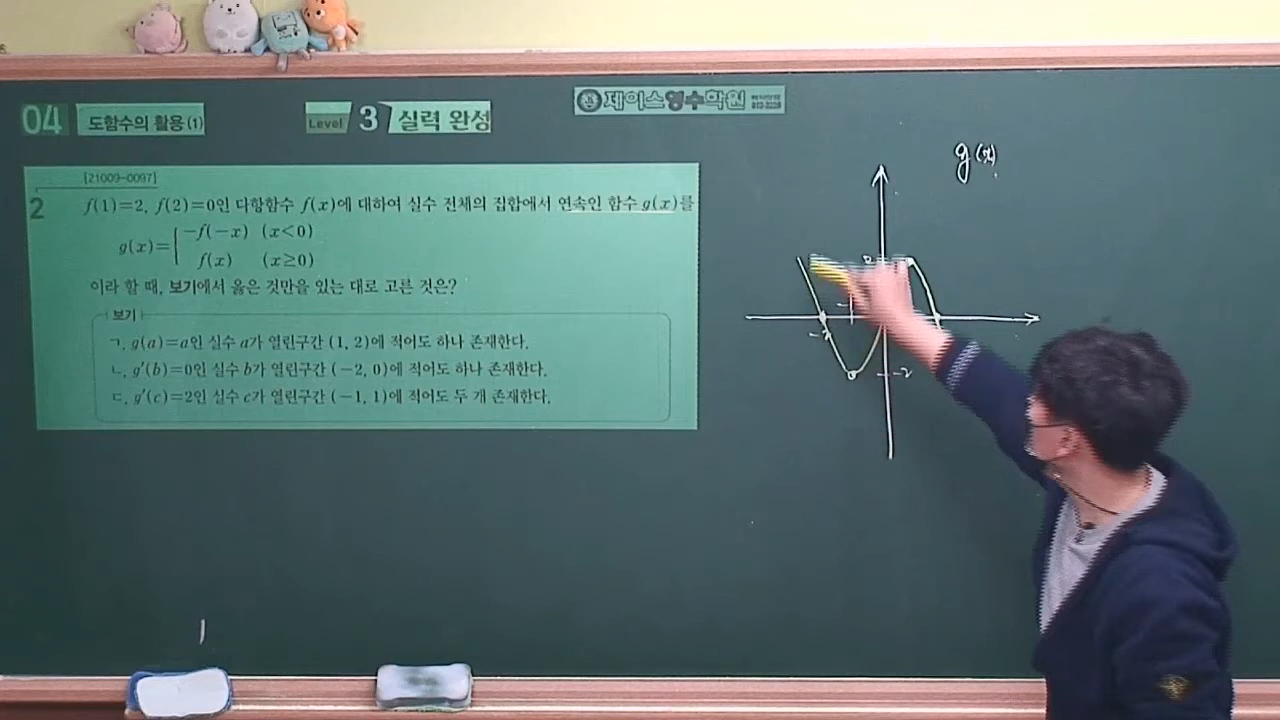 04 도함수의 활용 (1) Level 3 실력 완성 제이스영수학원
[21009-0097]
2 f(1)=2, f(2)=0인 다항함수 f(x)에 대하여 실수 전체의 집합에서 연속인 함수 g(x)를
g(x)={ -f(-x) (x<0)
f(x) (x≥0)
이라 할 때, 보기에서 옳은 것만을 있는 대로 고른 것은?
보기
ㄱ. g(a)=a인 실수 a가 열린구간 (1, 2)에 적어도 하나 존재한다.
ㄴ. g′(b)=0인 실수 b가 열린구간 (-2, 0)에 적어도 하나 존재한다.
ㄷ. g′(c)=2인 실수 c가 열린구간 (-1, 1)에 적어도 두 개 존재한다.
g(x)
-2